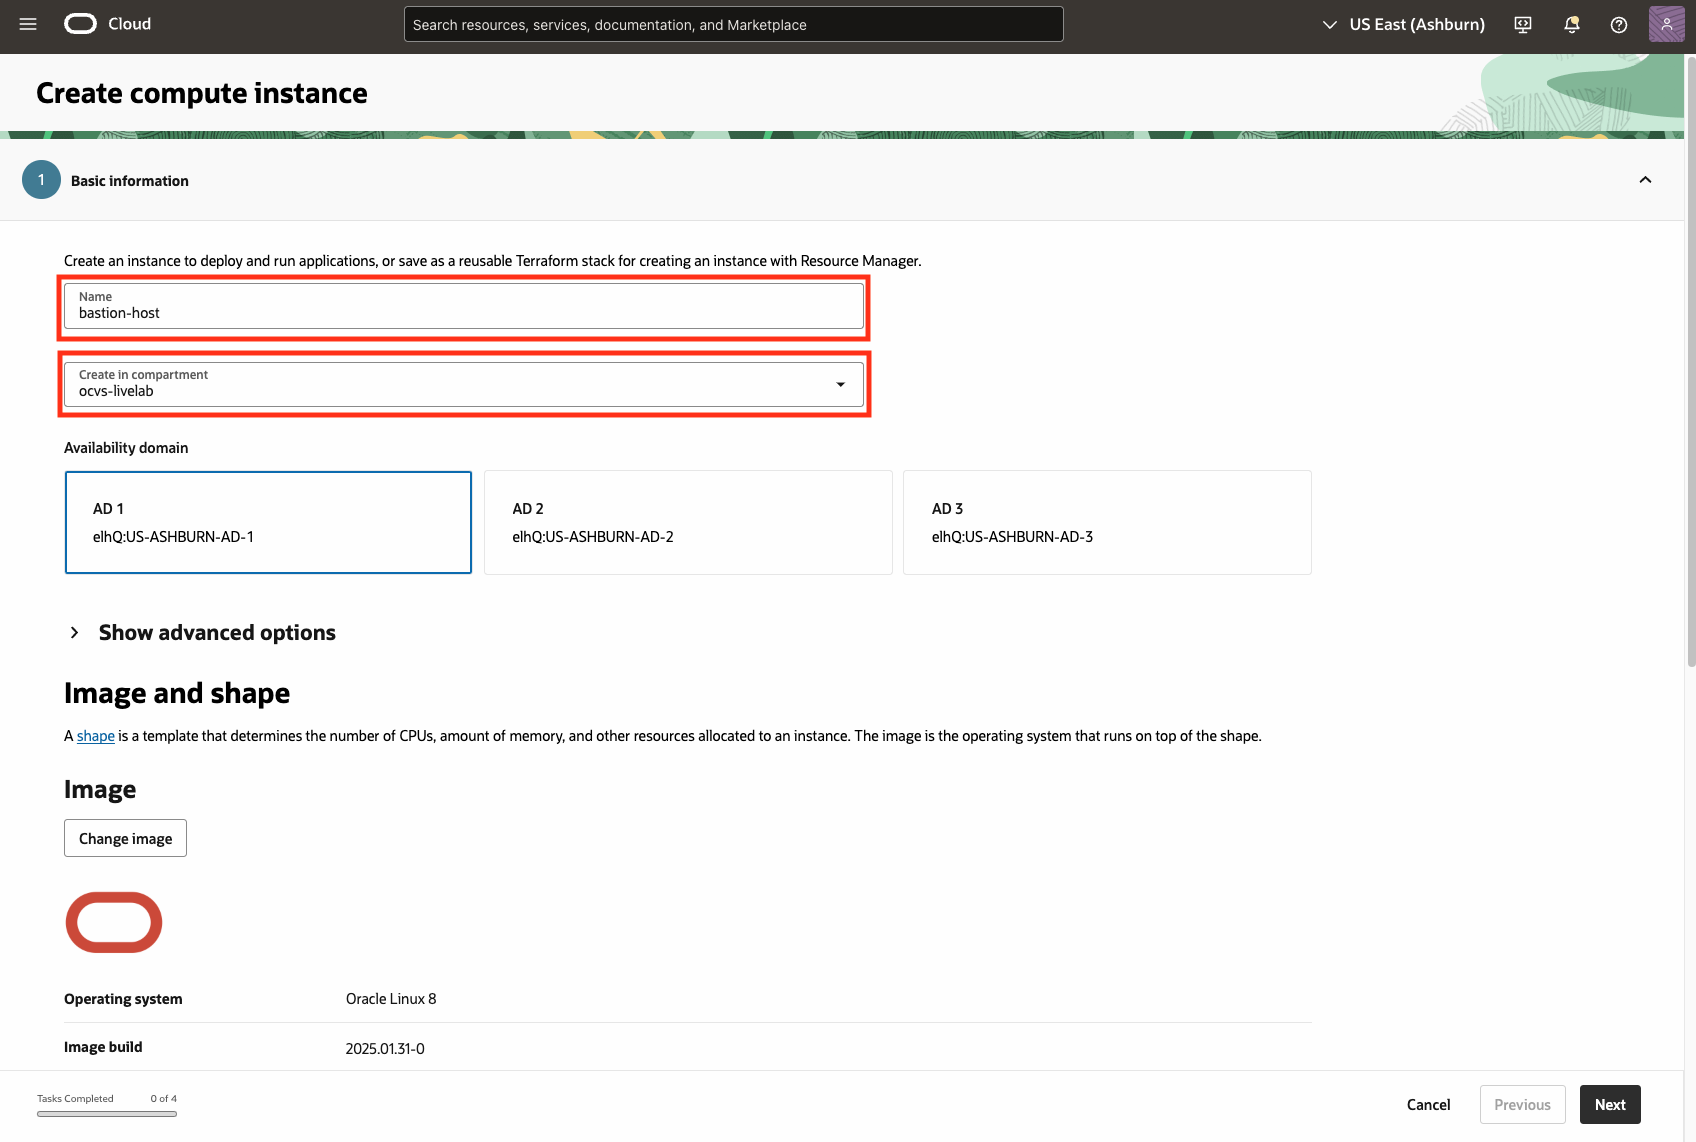 Cloud
Search resources, services, documentation, and Marketplace
US East (Ashburn)
Create compute instance
1
Basic information
Create an instance to deploy and run applications, or save as a reusable Terraform stack for creating an instance with Resource Manager.
Name
bastion-host
Create in compartment
ocvs-livelab
Availability domain
AD 1
elhQ:US-ASHBURN-AD-1
AD 2
elhQ:US-ASHBURN-AD-2
AD 3
elhQ:US-ASHBURN-AD-3
Show advanced options
Image and shape
A shape is a template that determines the number of CPUs, amount of memory, and other resources allocated to an instance. The image is the operating system that runs on top of the shape.
Image
Change image
Operating system
Oracle Linux 8
Image build
2025.01.31-0
Tasks Completed
0 of 4
Cancel
Previous
Next